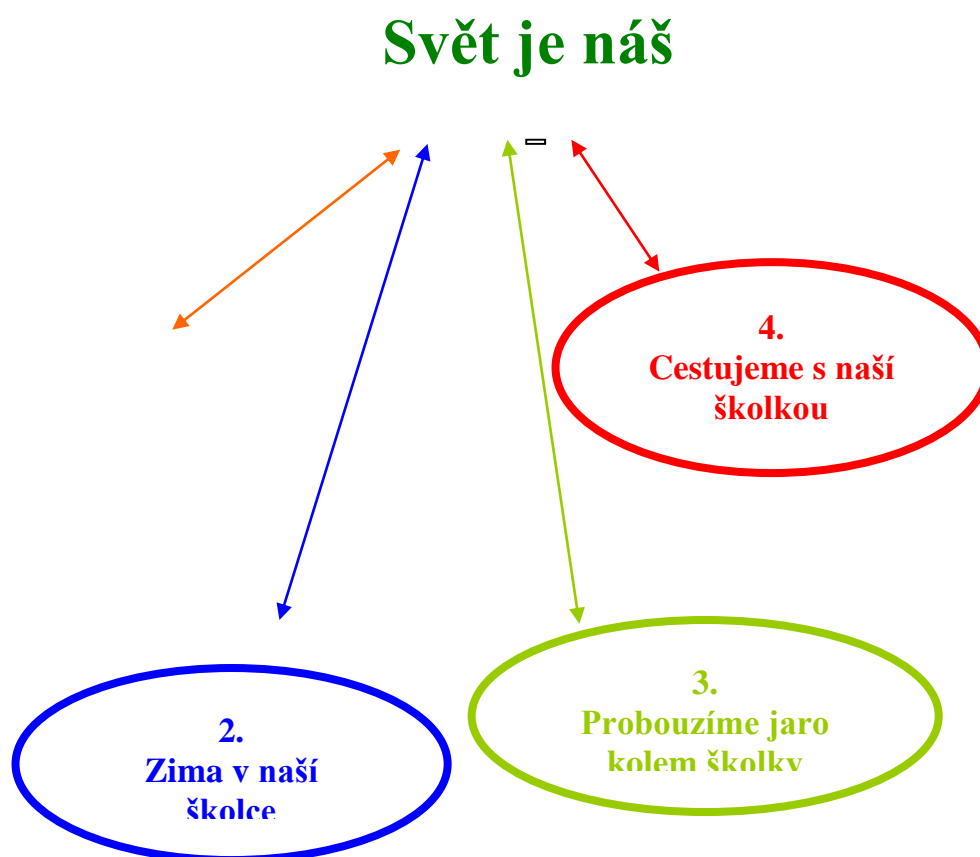 Svět je náš
4.
Cestujeme s naší
školkou
3.
Probouzíme jaro
kolem školky
2.
Zima v naší
školce